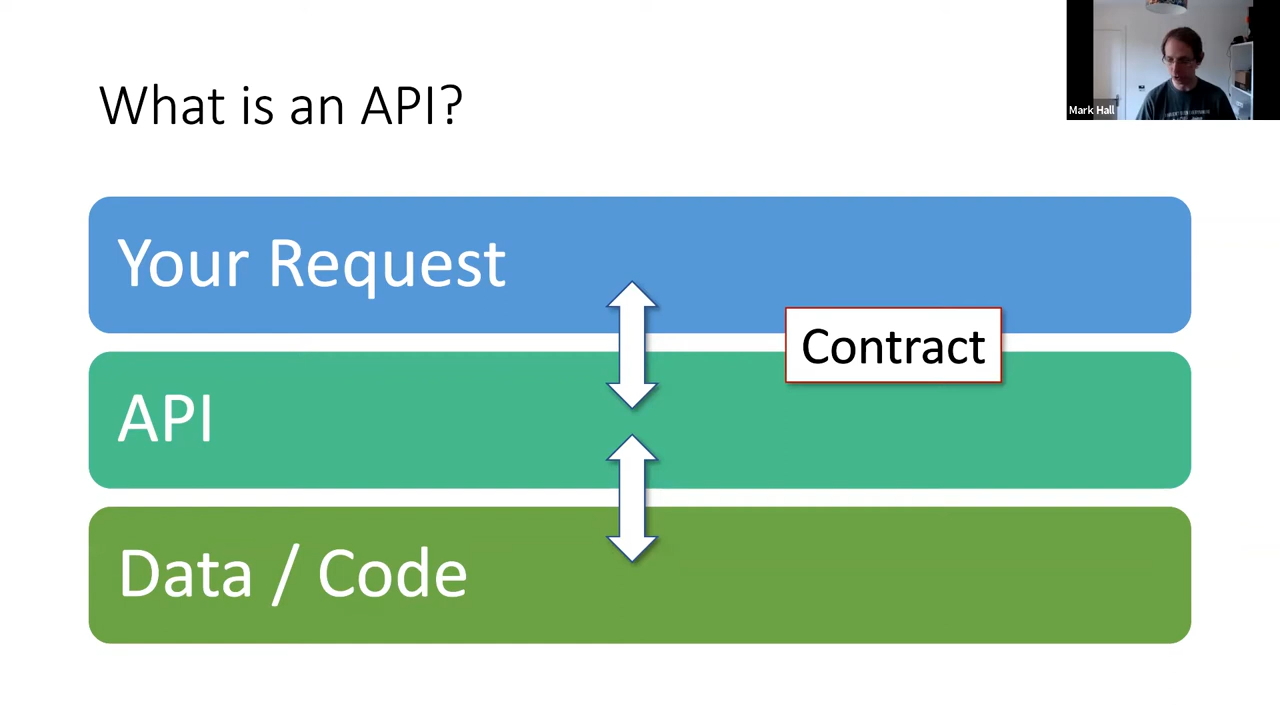 What is an API?
Mark Hall
Your Request
Contract
API
Data / Code